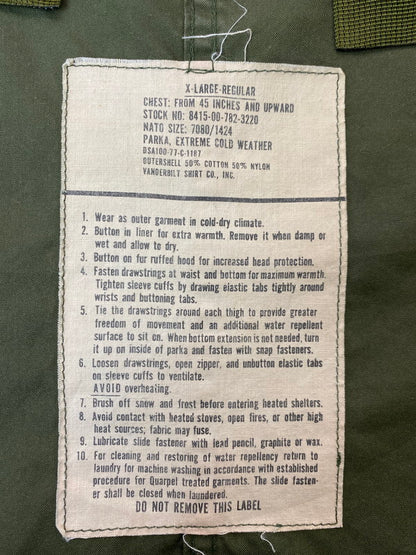 X-LARGE-REGULAR
CHEST: FROM 45 INCHES AND UPWARD
STOCK NO: 8415-00-782-3220
NATO SIZE: 7080/1424
PARKA, EXTREME COLD WEATHER
DSA100-77-C-1187
OUTERSHELL 50% COTTON 50% NYLON
VANDERBILT SHIRT CO., INC.
1. Wear as outer garment in cold-dry climate.
2. Button in liner for extra warmth. Remove it when damp or
wet and allow to dry.
3. Button on fur ruffed hood for increased head protection.
4. Fasten drawstrings at waist and bottom for maximum warmth.
Tighten sleeve cuffs by drawing elastic tabs tightly around
wrists and buttoning tabs.
5. Tie the drawstrings around each thigh to provide greater
freedom of movement and an additional water repellent
surface to sit on. When bottom extension is not needed, turn
it up on inside of parka and fasten with snap fasteners.
6. Loosen drawstrings, open zipper, and unbutton elastic tabs
on sleeve cuffs to ventilate.
AVOID overheating.
7. Brush off snow and frost before entering heated shelters.
8. Avoid contact with heated stoves, open fires, or other high
heat sources; fabric may fuse.
9. Lubricate slide fastener with lead pencil, graphite or wax.
10. For cleaning and restoring of water repellency return to
laundry for machine washing in accordance with established
procedure for Quarpel treated garments. The slide fasten-
er shall be closed when laundered.
DO NOT REMOVE THIS LABEL